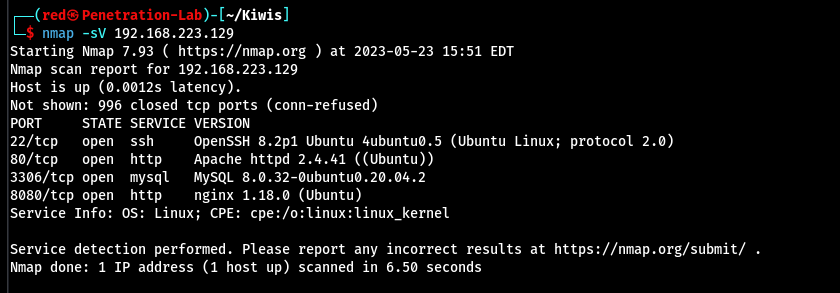 ┌──(red㉿Penetration-Lab)-[~/Kiwis]
└─$ nmap -sV 192.168.223.129
Starting Nmap 7.93 ( https://nmap.org ) at 2023-05-23 15:51 EDT
Nmap scan report for 192.168.223.129
Host is up (0.0012s latency).
Not shown: 996 closed tcp ports (conn-refused)
PORT     STATE SERVICE VERSION
22/tcp   open  ssh     OpenSSH 8.2p1 Ubuntu 4ubuntu0.5 (Ubuntu Linux; protocol 2.0)
80/tcp   open  http    Apache httpd 2.4.41 ((Ubuntu))
3306/tcp open  mysql   MySQL 8.0.32-0ubuntu0.20.04.2
8080/tcp open  http    nginx 1.18.0 (Ubuntu)
Service Info: OS: Linux; CPE: cpe:/o:linux:linux_kernel

Service detection performed. Please report any incorrect results at https://nmap.org/submit/ .
Nmap done: 1 IP address (1 host up) scanned in 6.50 seconds